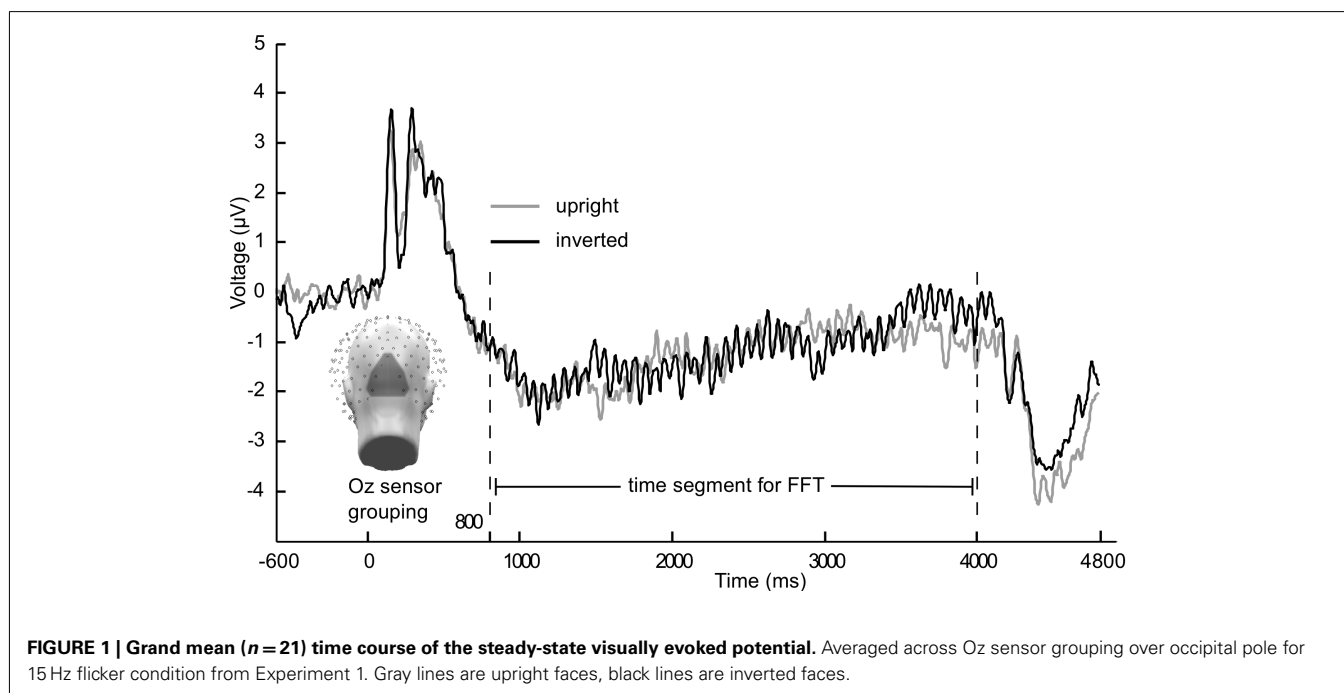 5
4
3
2
1
0
-1
-2
-3
-4
Voltage (µV)
upright
inverted
Oz sensor
grouping
800
time segment for FFT
-600 0 1000 2000 3000 4000 4800
Time (ms)
FIGURE 1 | Grand mean (n = 21) time course of the steady-state visually evoked potential. Averaged across Oz sensor grouping over occipital pole for
15 Hz flicker condition from Experiment 1. Gray lines are upright faces, black lines are inverted faces.